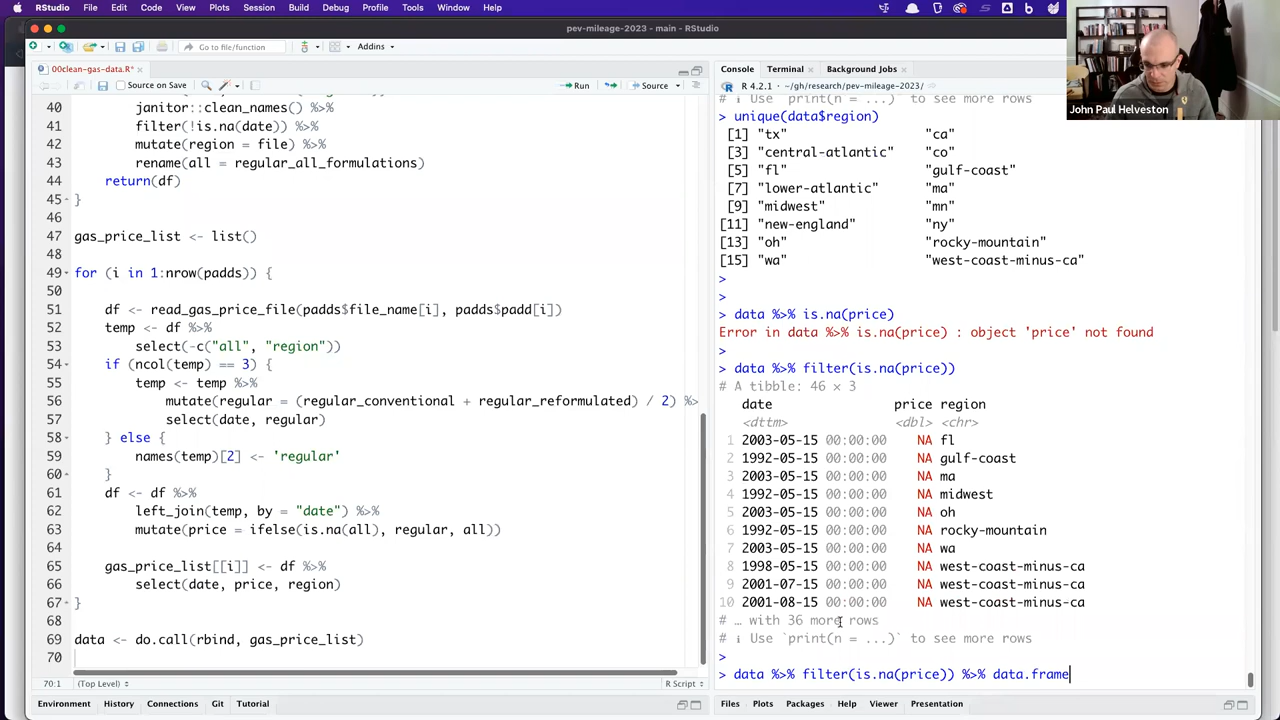 RStudio File Edit Code View Plots Session Build Debug Profile Tools Window Help
pev-mileage-2023 - main - RStudio
Go to file/function
Addins
00clean-gas-data.R*
Source on Save
Run
Source
40 janitor::clean_names() %>%
41 filter(!is.na(date)) %>%
42 mutate(region = file) %>%
43 rename(all = regular_all_formulations)
44 return(df)
45 }
46
47 gas_price_list <- list()
48
49 for (i in 1:nrow(padds)) {
50
51 df <- read_gas_price_file(padds$file_name[i], padds$padd[i])
52 temp <- df %>%
53 select(-c("all", "region"))
54 if (ncol(temp) == 3) {
55 temp <- temp %>%
56 mutate(regular = (regular_conventional + regular_reformulated) / 2) %>
57 select(date, regular)
58 } else {
59 names(temp)[2] <- 'regular'
60 }
61 df <- df %>%
62 left_join(temp, by = "date") %>%
63 mutate(price = ifelse(is.na(all), regular, all))
64
65 gas_price_list[[i]] <- df %>%
66 select(date, price, region)
67 }
68
69 data <- do.call(rbind, gas_price_list)
70
70:1 (Top Level)
R Script
Environment History Connections Git Tutorial
Console Terminal Background Jobs
R 4.2.1 · ~/gh/research/pev-mileage-2023/
# ℹ Use `print(n = ...)` to see more rows
> unique(data$region)
[1] "tx" "ca"
[3] "central-atlantic" "co"
[5] "fl" "gulf-coast"
[7] "lower-atlantic" "ma"
[9] "midwest" "mn"
[11] "new-england" "ny"
[13] "oh" "rocky-mountain"
[15] "wa" "west-coast-minus-ca"
>
>
> data %>% is.na(price)
Error in data %>% is.na(price) : object 'price' not found
>
> data %>% filter(is.na(price))
# A tibble: 46 × 3
date price region
<dttm> <dbl> <chr>
1 2003-05-15 00:00:00 NA fl
2 1992-05-15 00:00:00 NA gulf-coast
3 2003-05-15 00:00:00 NA ma
4 1992-05-15 00:00:00 NA midwest
5 2003-05-15 00:00:00 NA oh
6 1992-05-15 00:00:00 NA rocky-mountain
7 2003-05-15 00:00:00 NA wa
8 1998-05-15 00:00:00 NA west-coast-minus-ca
9 2001-07-15 00:00:00 NA west-coast-minus-ca
10 2001-08-15 00:00:00 NA west-coast-minus-ca
# … with 36 more rows
# ℹ Use `print(n = ...)` to see more rows
>
> data %>% filter(is.na(price)) %>% data.frame
Files Plots Packages Help Viewer Presentation
John Paul Helveston